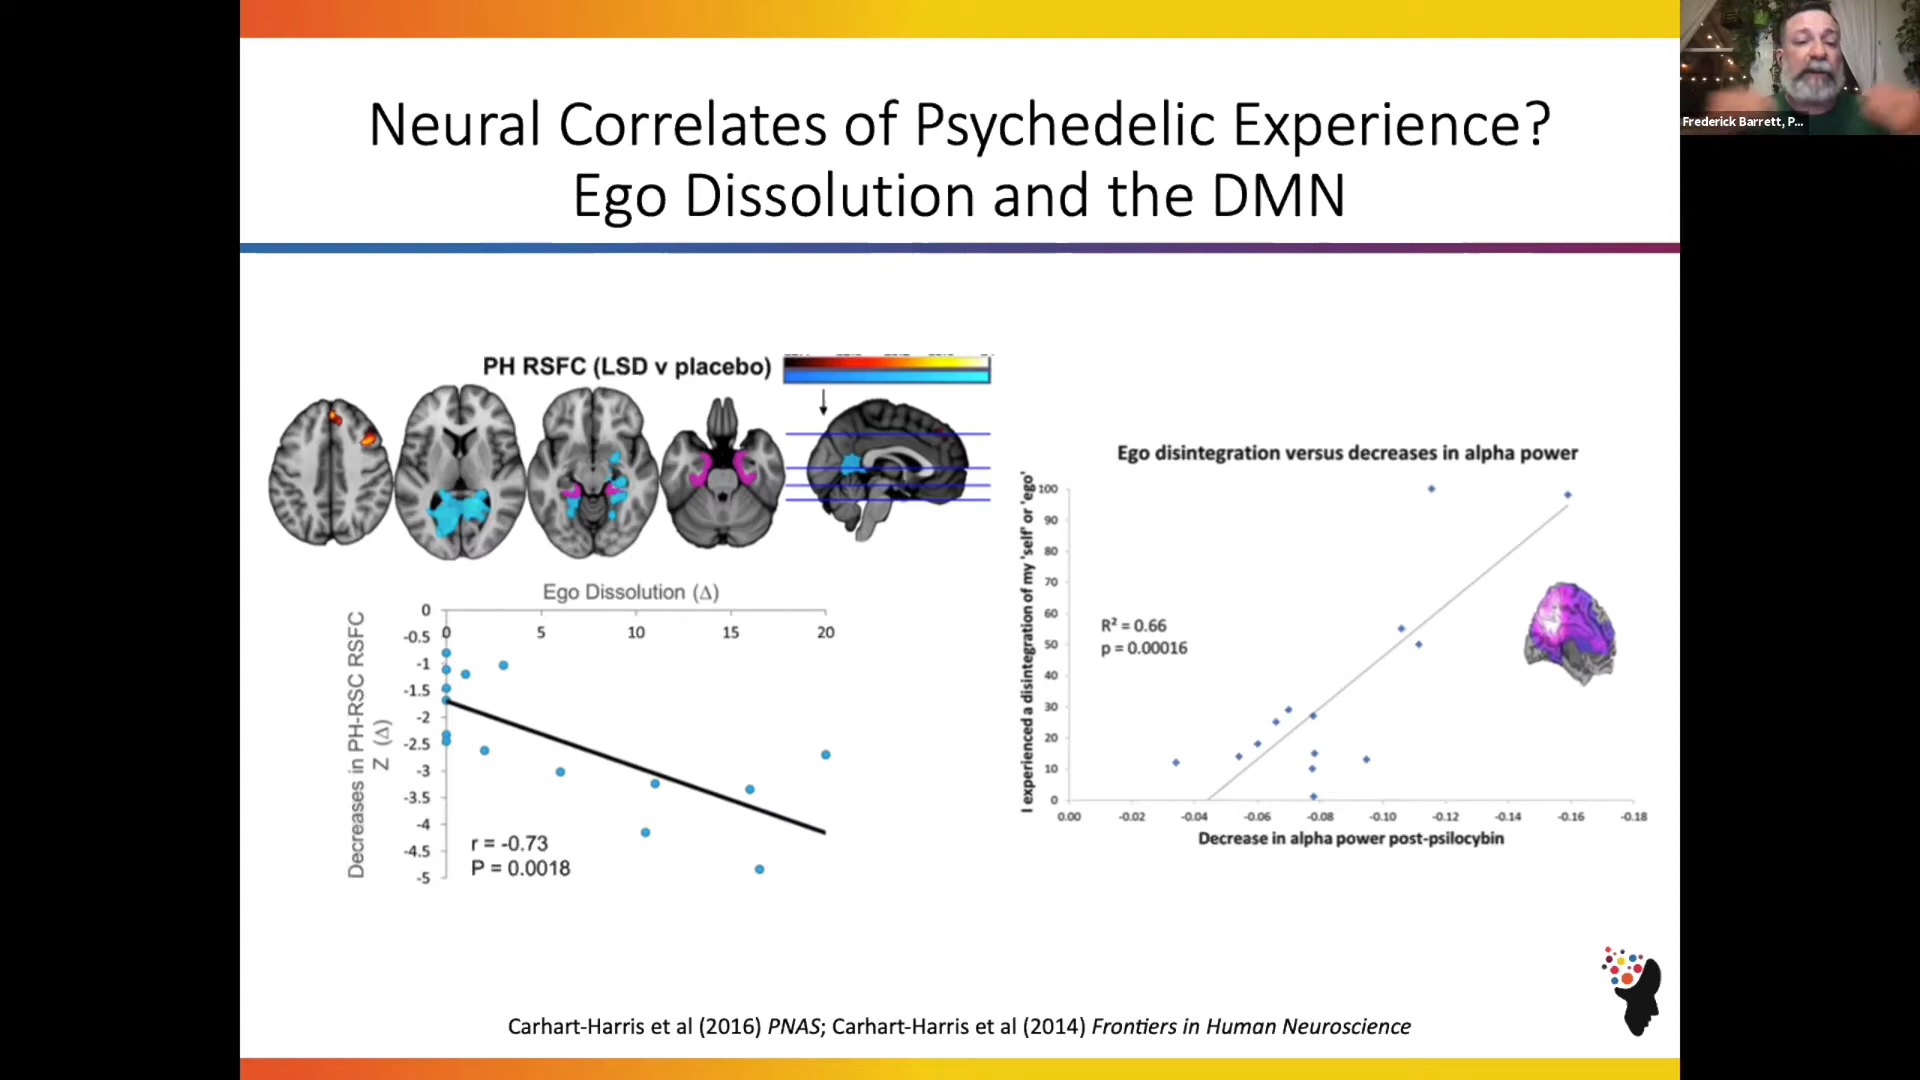 Neural Correlates of Psychedelic Experience?
Ego Dissolution and the DMN
Frederick Barrett, P...
PH RSFC (LSD v placebo)
Ego Dissolution (Δ)
0 5 10 15 20
Decreases in PH-RSC RSFC
Z (Δ)
0
-0.5
-1
-1.5
-2
-2.5
-3
-3.5
-4
-4.5
-5
r = -0.73
P = 0.0018
Ego disintegration versus decreases in alpha power
I experienced a disintegration of my 'self' or 'ego'
100
90
80
70
60
50
40
30
20
10
0
R² = 0.66
p = 0.00016
0.00 -0.02 -0.04 -0.06 -0.08 -0.10 -0.12 -0.14 -0.16 -0.18
Decrease in alpha power post-psilocybin
Carhart-Harris et al (2016) PNAS; Carhart-Harris et al (2014) Frontiers in Human Neuroscience